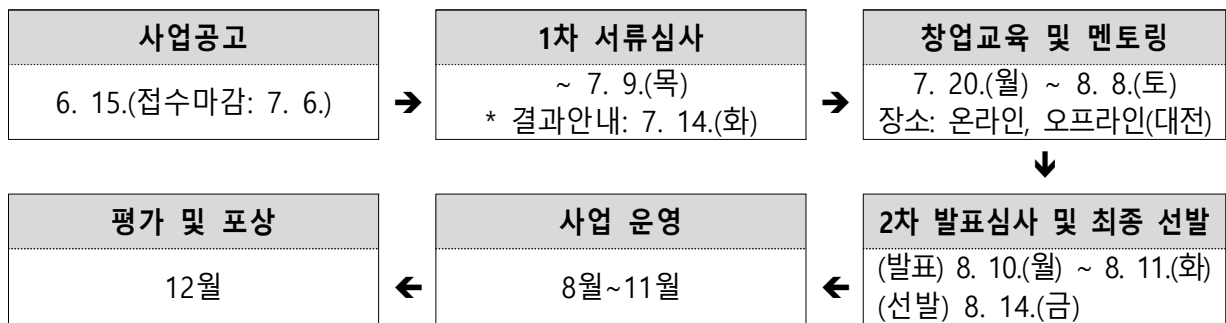 사업공고
6. 15.(접수마감: 7. 6.)
➔
1차 서류심사
~ 7. 9.(목)
* 결과안내: 7. 14.(화)
➔
창업교육 및 멘토링
7. 20.(월) ~ 8. 8.(토)
장소: 온라인, 오프라인(대전)
🡳
2차 발표심사 및 최종 선발
(발표) 8. 10.(월) ~ 8. 11.(화)
(선발) 8. 14.(금)
🡰
사업 운영
8월~11월
🡰
평가 및 포상
12월